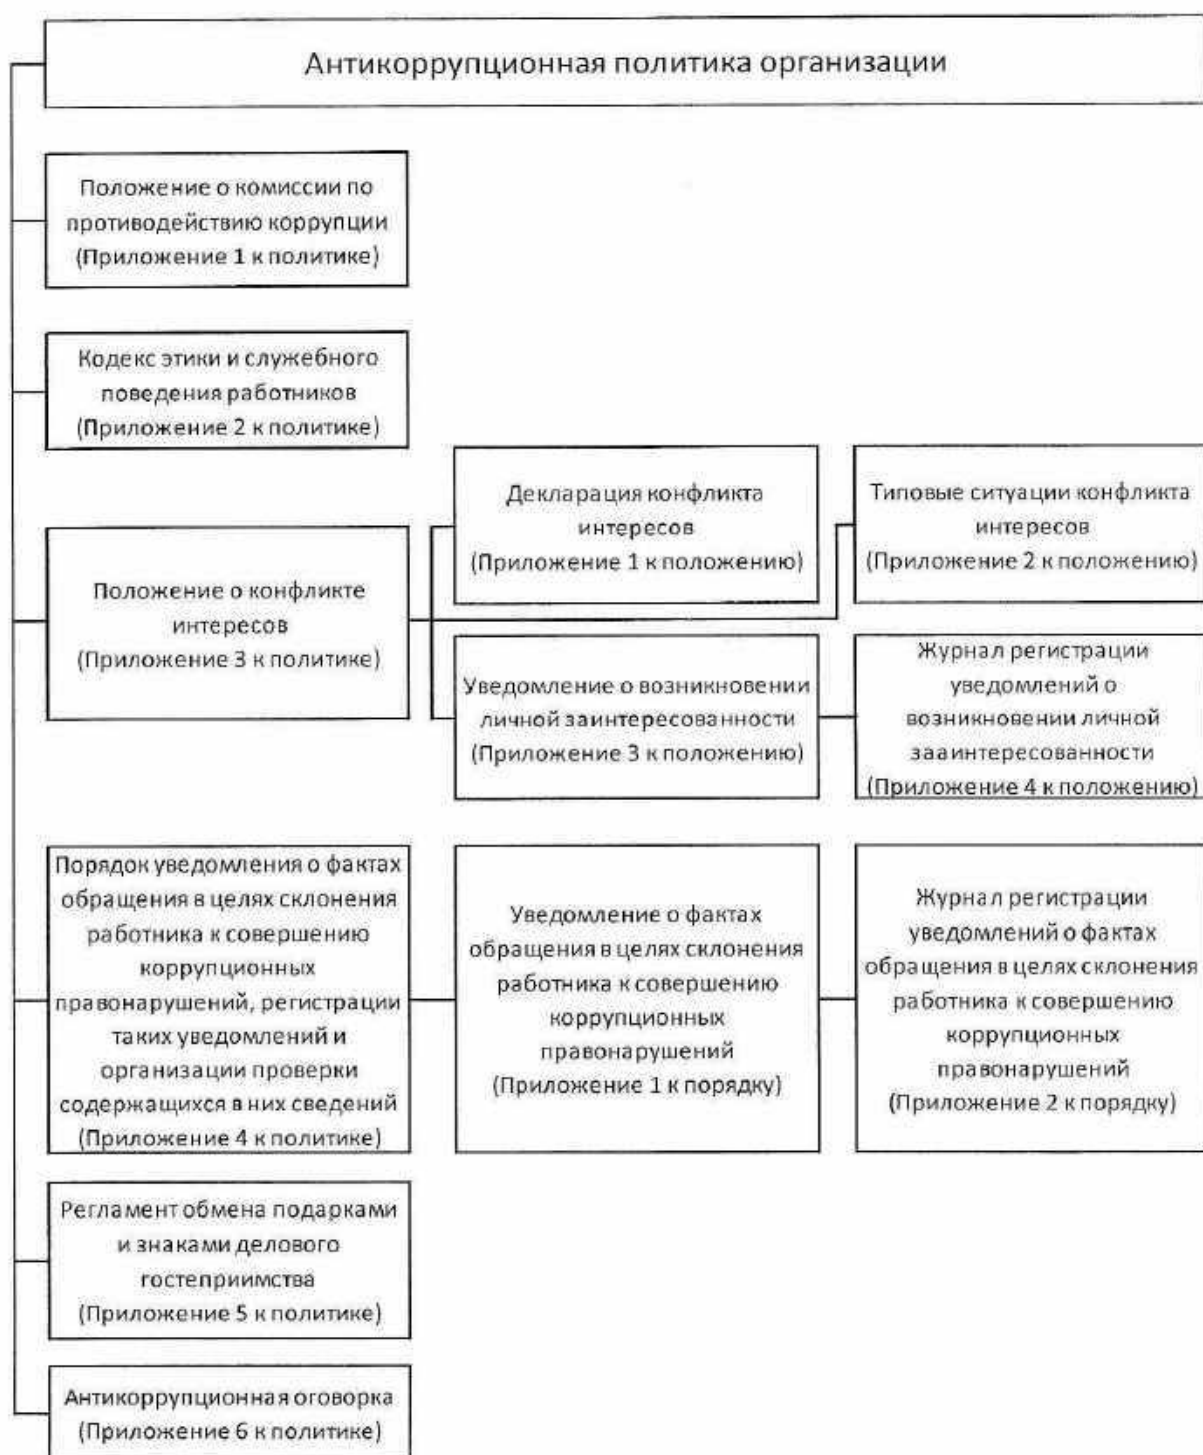 Антикоррупционная политика организации
Положение о комиссии по
противодействию коррупции
(Приложение 1 к политике)
Кодекс этики и служебного
поведения работников
(Приложение 2 к политике)
Положение о конфликте
интересов
(Приложение 3 к политике)
Декларация конфликта
интересов
(Приложение 1 к положению)
Типовые ситуации конфликта
интересов
(Приложение 2 к положению)
Уведомление о возникновении
личной заинтересованности
(Приложение 3 к положению)
Журнал регистрации
уведомлений о
возникновении личной
зааинтересованности
(Приложение 4 к положению)
Порядок уведомления о фактах
обращения в целях склонения
работника к совершению
коррупционных
правонарушений, регистрации
таких уведомлений и
организации проверки
содержащихся в них сведений
(Приложение 4 к политике)
Уведомление о фактах
обращения в целях склонения
работника к совершению
коррупционных
правонарушений
(Приложение 1 к порядку)
Журнал регистрации
уведомлений о фактах
обращения в целях склонения
работника к совершению
коррупционных
правонарушений
(Приложение 2 к порядку)
Регламент обмена подарками
и знаками делового
гостеприимства
(Приложение 5 к политике)
Антикоррупционная оговорка
(Приложение 6 к политике)